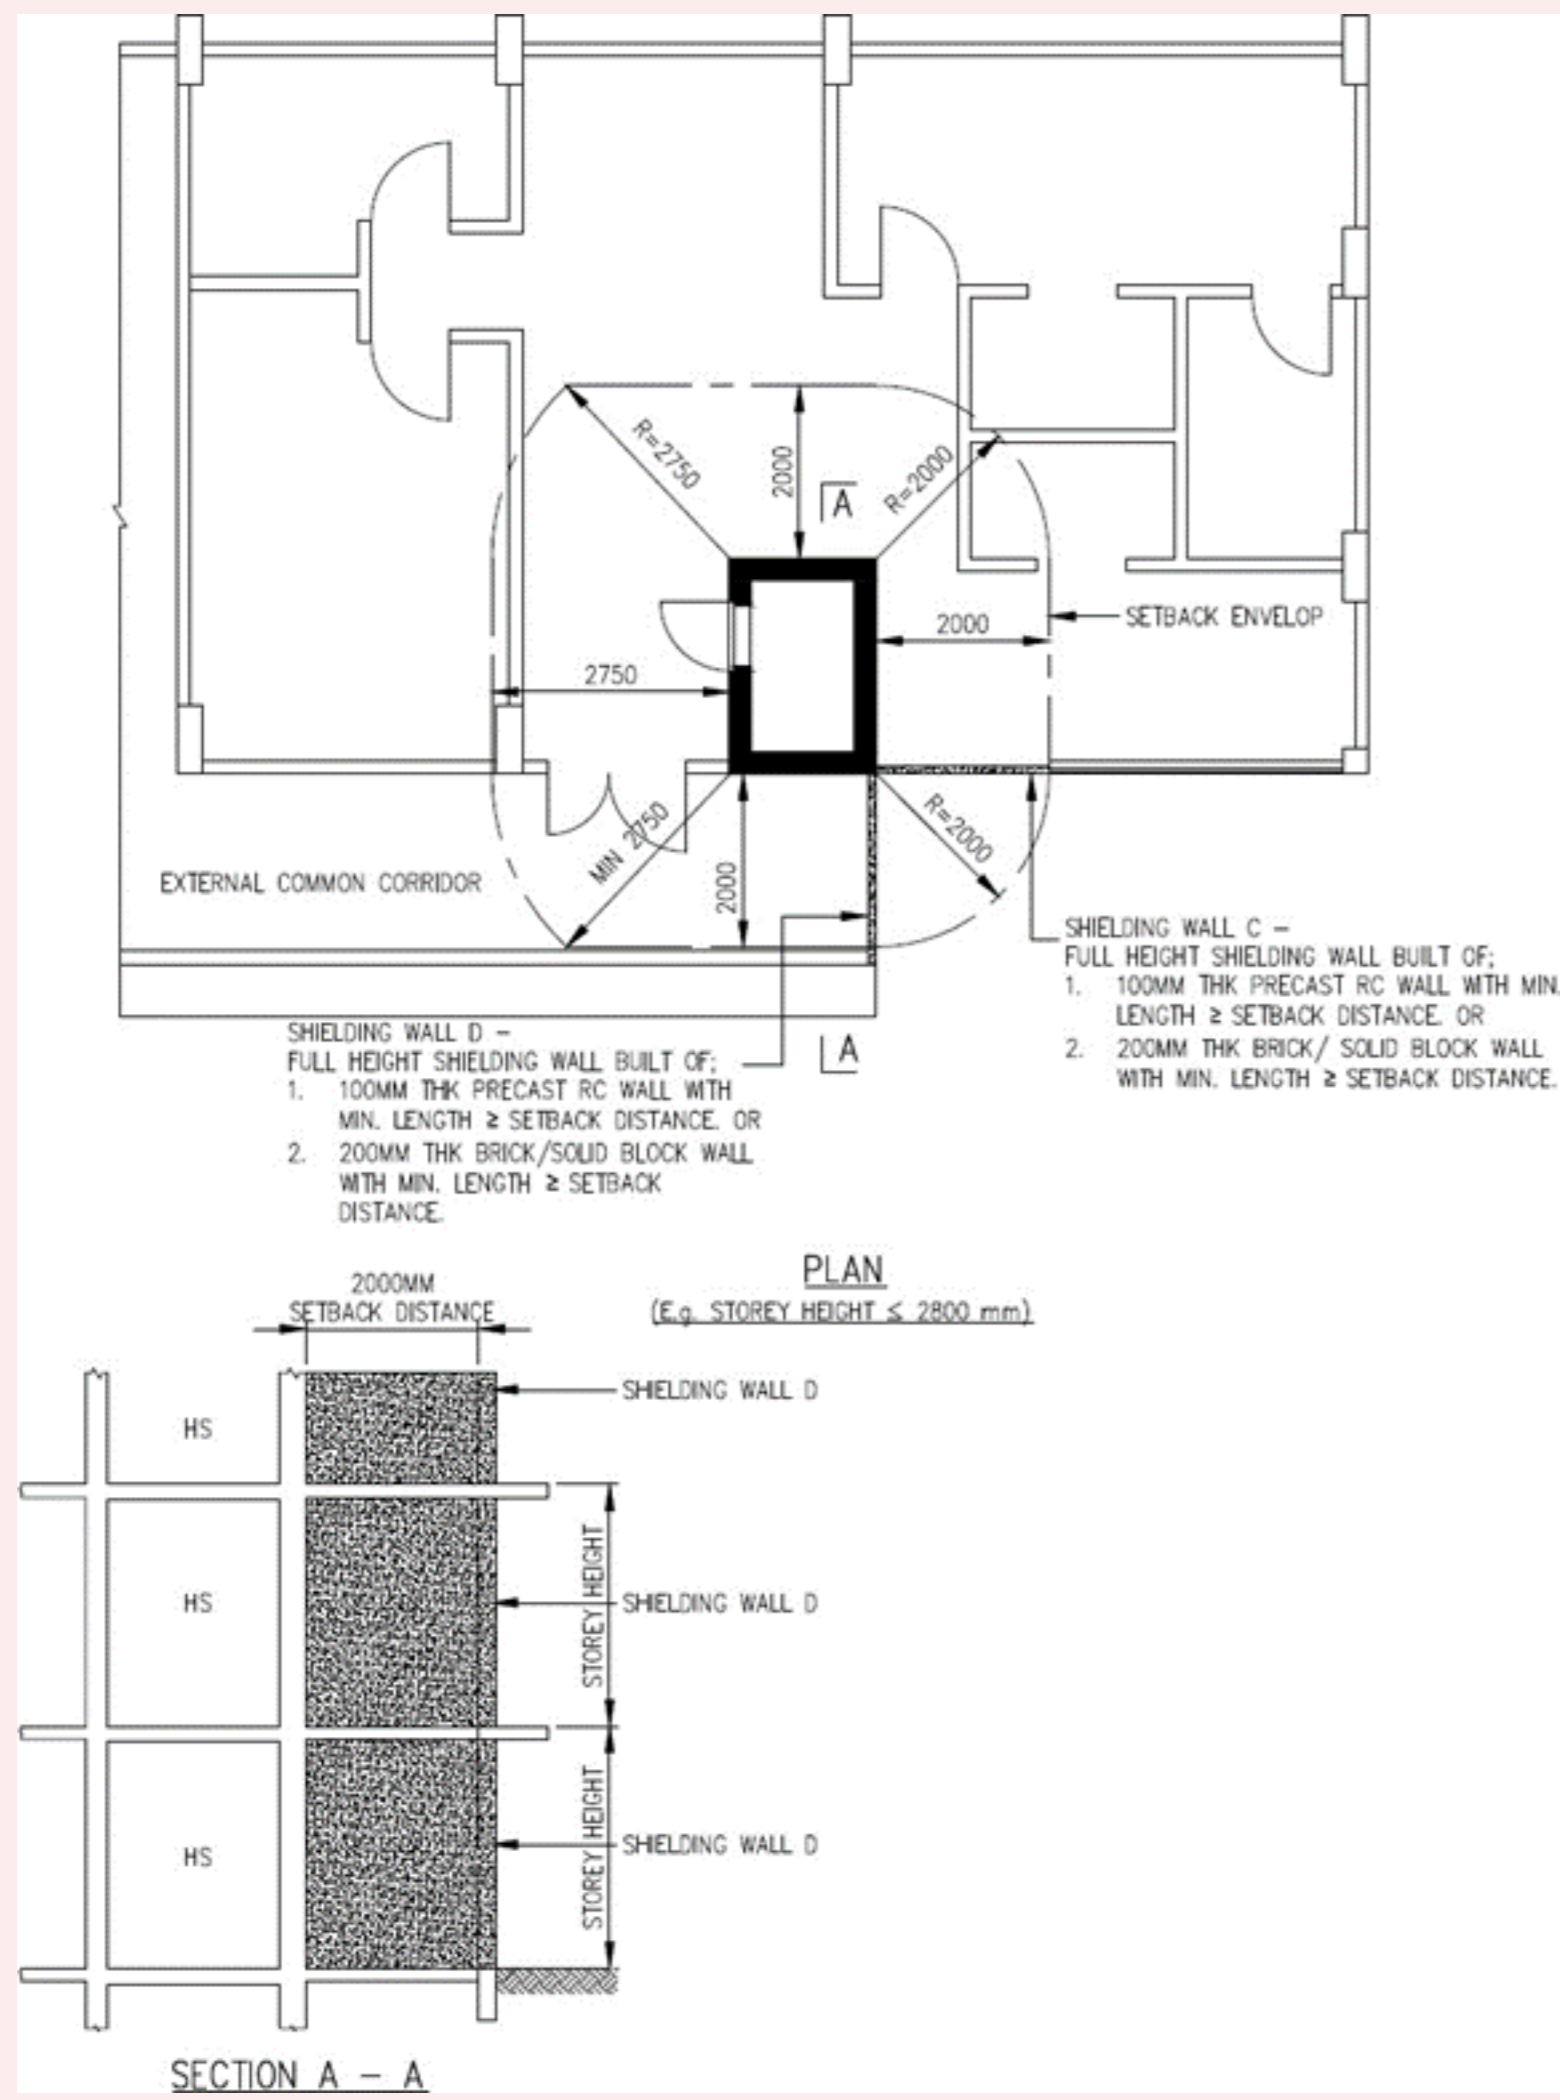 R=2750
2000
A
R=2000
2000
SETBACK ENVELOP
2750
MIN 2750
2000
R=2000
EXTERNAL COMMON CORRIDOR
SHIELDING WALL C –
FULL HEIGHT SHIELDING WALL BUILT OF;
1. 100MM THK PRECAST RC WALL WITH MIN.
LENGTH ≥ SETBACK DISTANCE. OR
2. 200MM THK BRICK/ SOLID BLOCK WALL
WITH MIN. LENGTH ≥ SETBACK DISTANCE.
SHIELDING WALL D –
FULL HEIGHT SHIELDING WALL BUILT OF;
1. 100MM THK PRECAST RC WALL WITH
MIN. LENGTH ≥ SETBACK DISTANCE. OR
2. 200MM THK BRICK/SOLID BLOCK WALL
WITH MIN. LENGTH ≥ SETBACK
DISTANCE.
A
PLAN
(E.g. STOREY HEIGHT ≤ 2800 mm)
2000MM
SETBACK DISTANCE
SHIELDING WALL D
HS
STOREY HEIGHT
HS
SHIELDING WALL D
STOREY HEIGHT
HS
SHIELDING WALL D
SECTION A – A